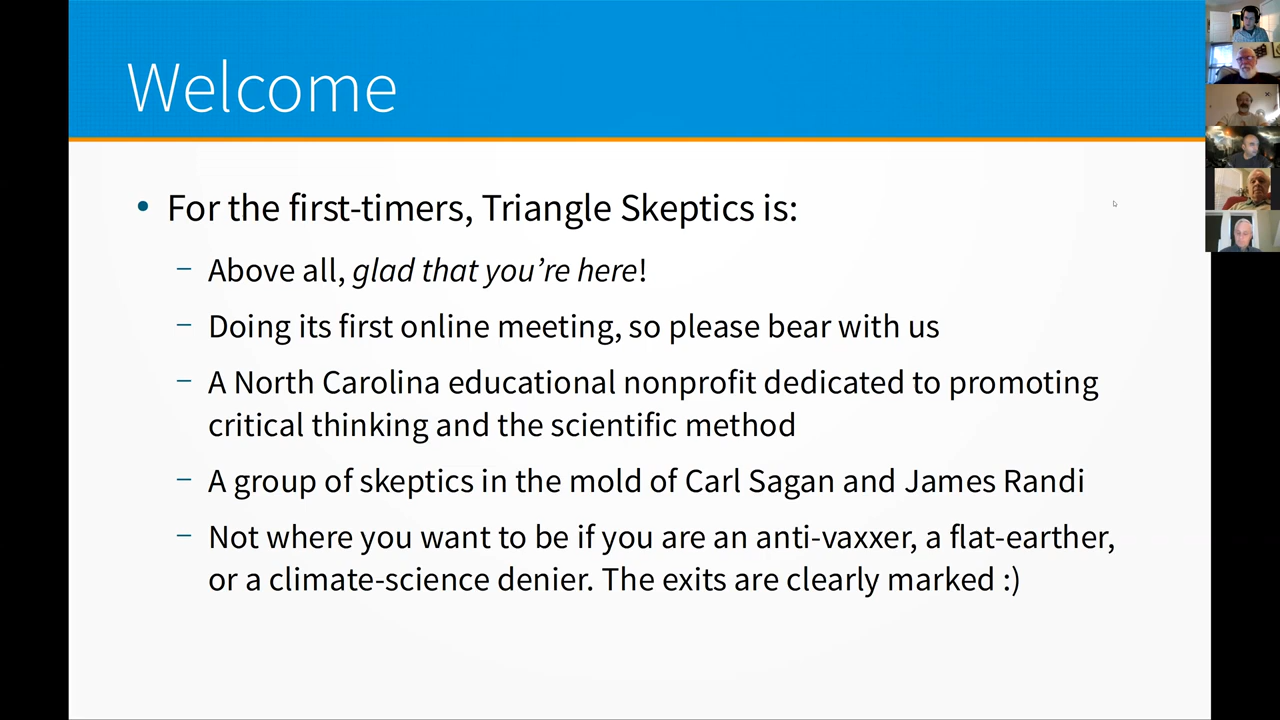 Welcome
• For the first-timers, Triangle Skeptics is:
– Above all, glad that you’re here!
– Doing its first online meeting, so please bear with us
– A North Carolina educational nonprofit dedicated to promoting
critical thinking and the scientific method
– A group of skeptics in the mold of Carl Sagan and James Randi
– Not where you want to be if you are an anti-vaxxer, a flat-earther,
or a climate-science denier. The exits are clearly marked :)